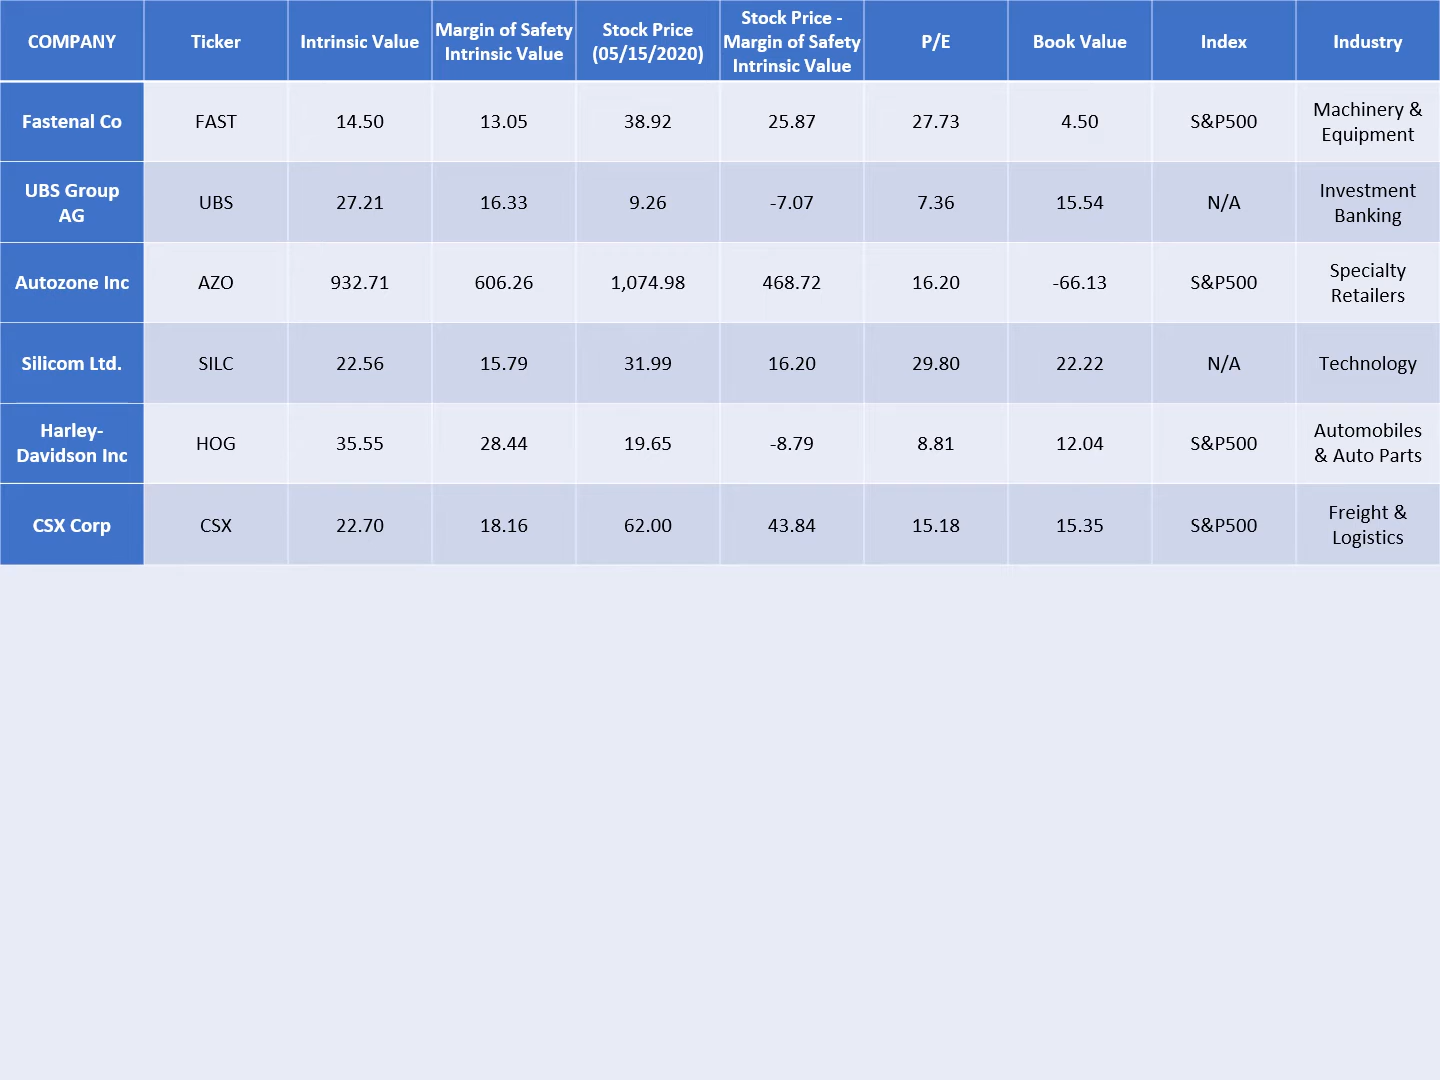 COMPANY Ticker Intrinsic Value Margin of Safety Intrinsic Value Stock Price (05/15/2020) Stock Price - Margin of Safety Intrinsic Value P/E Book Value Index Industry
Fastenal Co FAST 14.50 13.05 38.92 25.87 27.73 4.50 S&P500 Machinery & Equipment
UBS Group AG UBS 27.21 16.33 9.26 -7.07 7.36 15.54 N/A Investment Banking
Autozone Inc AZO 932.71 606.26 1,074.98 468.72 16.20 -66.13 S&P500 Specialty Retailers
Silicom Ltd. SILC 22.56 15.79 31.99 16.20 29.80 22.22 N/A Technology
Harley-Davidson Inc HOG 35.55 28.44 19.65 -8.79 8.81 12.04 S&P500 Automobiles & Auto Parts
CSX Corp CSX 22.70 18.16 62.00 43.84 15.18 15.35 S&P500 Freight & Logistics